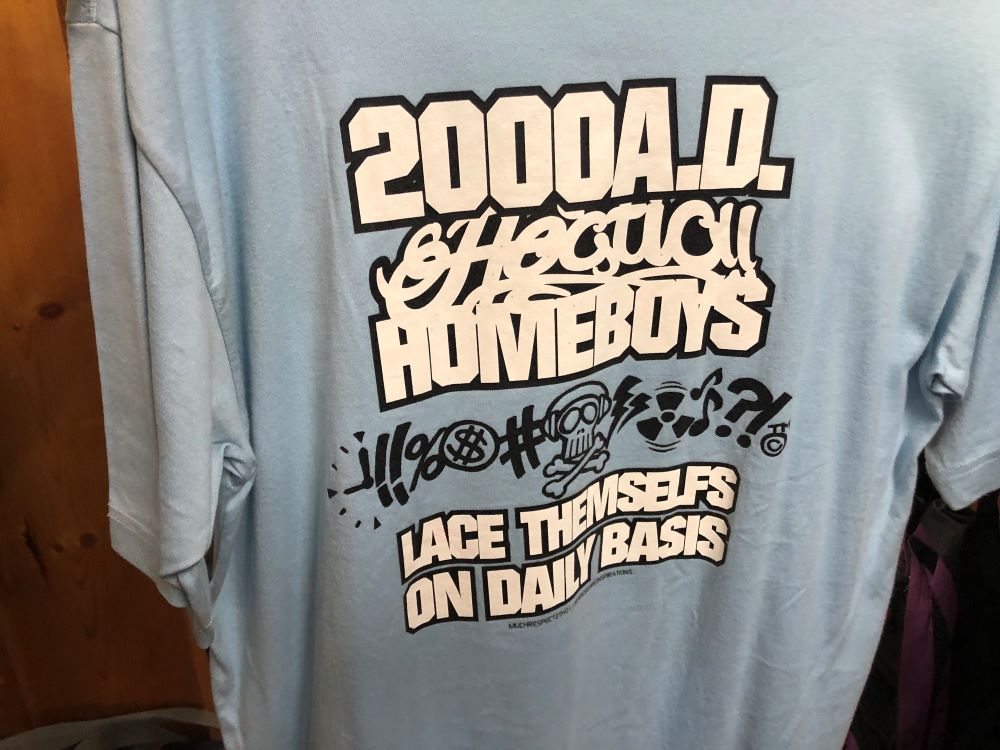 2000A.D.
HOMEBOYS
!!!%$#?!
LACE THEMSELFS
ON DAILY BASIS